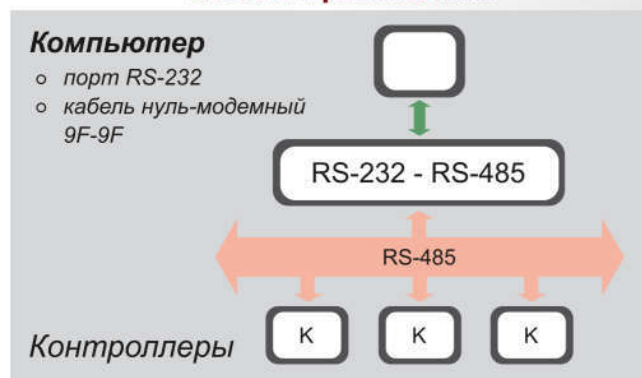 Компьютер
○ порт RS-232
○ кабель нуль-модемный
9F-9F
RS-232 - RS-485
RS-485
К К К
Контроллеры